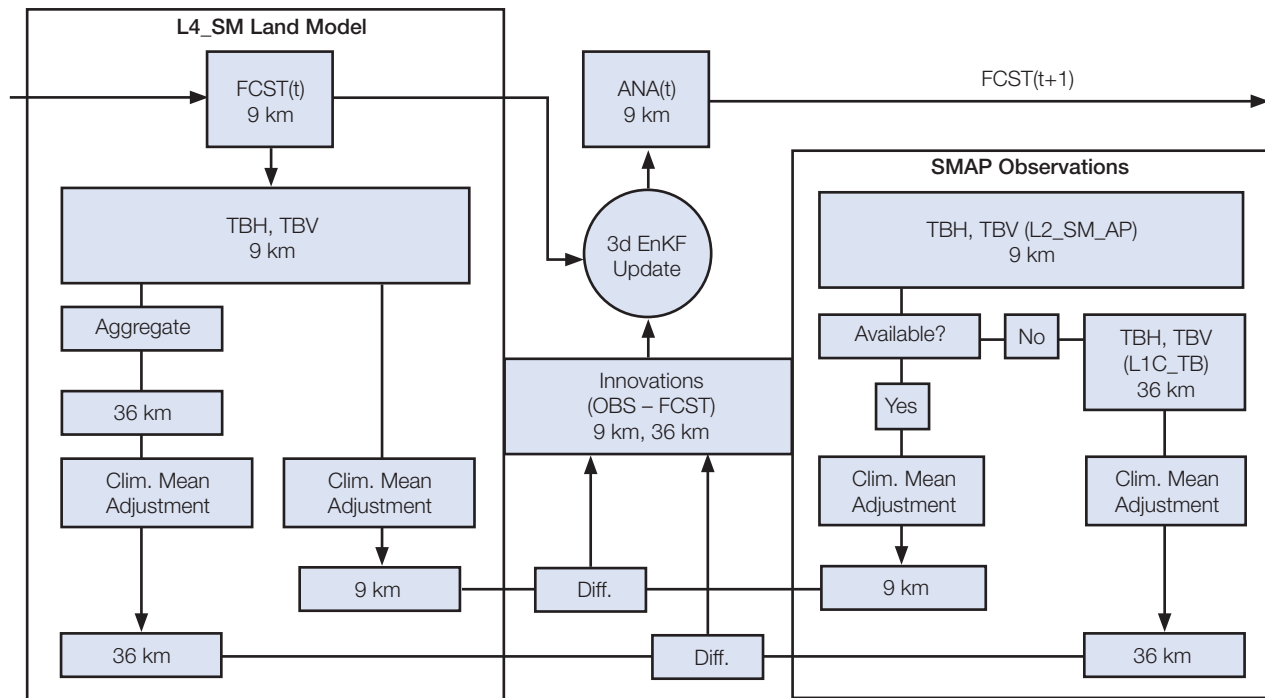 L4_SM Land Model
FCST(t)
9 km
ANA(t)
9 km
FCST(t+1)
SMAP Observations
TBH, TBV
9 km
3d EnKF
Update
TBH, TBV (L2_SM_AP)
9 km
Aggregate
Available?
No
TBH, TBV
(L1C_TB)
36 km
Innovations
(OBS – FCST)
9 km, 36 km
36 km
Yes
Clim. Mean
Adjustment
Clim. Mean
Adjustment
Clim. Mean
Adjustment
Clim. Mean
Adjustment
9 km
Diff.
9 km
36 km
Diff.
36 km